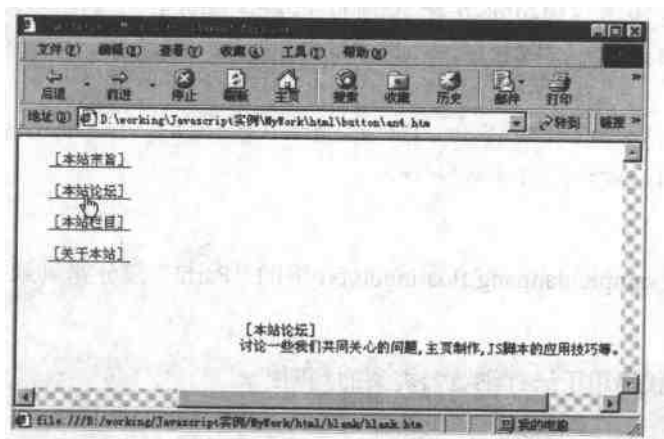 文件(F) 编辑(E) 查看(V) 收藏(A) 工具(T) 帮助(H)
后退 前进 停止 刷新 主页 搜索 收藏 历史 邮件 打印
地址(D) D:\working\Javascript实例\MyWork\html\button\an4.htm 转到 链接
[本站宗旨]
[本站论坛]
[本站栏目]
[关于本站]
[本站论坛]
讨论一些我们共同关心的问题,主页制作,JS脚本的应用技巧等。
file:///D:/working/Javascript实例/MyWork/html/blank/blank.htm 我的电脑